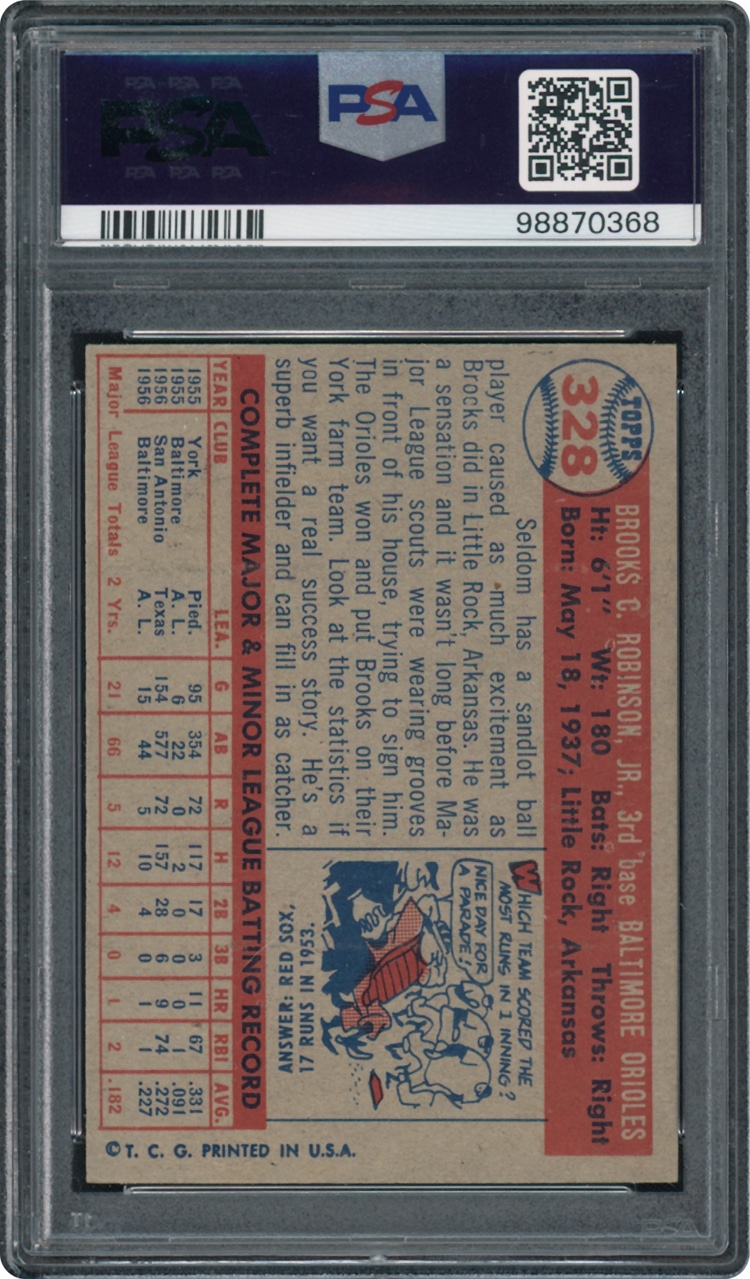 PSA PSA PSA
PSA
PSA PSA PSA
PSA
98870368
TOPPS
328
BROOKS C. ROBINSON, JR., 3rd base BALTIMORE ORIOLES
Ht: 6'1" Wt: 180 Bats: Right Throws: Right
Born: May 18, 1937; Little Rock, Arkansas
Seldom has a sandlot ball
player caused as much excitement as
Brocks did in Little Rock, Arkansas. He was
a sensation and it wasn't long before Ma-
jor League scouts were wearing grooves
in front of his house, trying to sign him.
The Orioles won and put Brooks on their
York farm team. Look at the statistics if
you want a real success story. He's a
superb infielder and can fill in as catcher.
WHICH TEAM SCORED THE
MOST RUNS IN 1 INNING?
NICE DAY FOR
A PARADE!
ANSWER: RED SOX,
17 RUNS IN 1953.
COMPLETE MAJOR & MINOR LEAGUE BATTING RECORD
YEAR CLUB LEA. G AB R H 2B 3B HR RBI AVG.
1955 York Pied. 95 354 72 117 17 3 11 67 .331
1955 Baltimore A. L. 6 22 0 2 0 0 0 1 .091
1956 San Antonio Texas 154 577 72 157 28 6 9 74 .272
1956 Baltimore A. L. 15 44 5 10 4 0 1 1 .227
Major League Totals 2 Yrs. 21 66 5 12 4 0 1 2 .182
© T. C. G. PRINTED IN U.S.A.
PSA